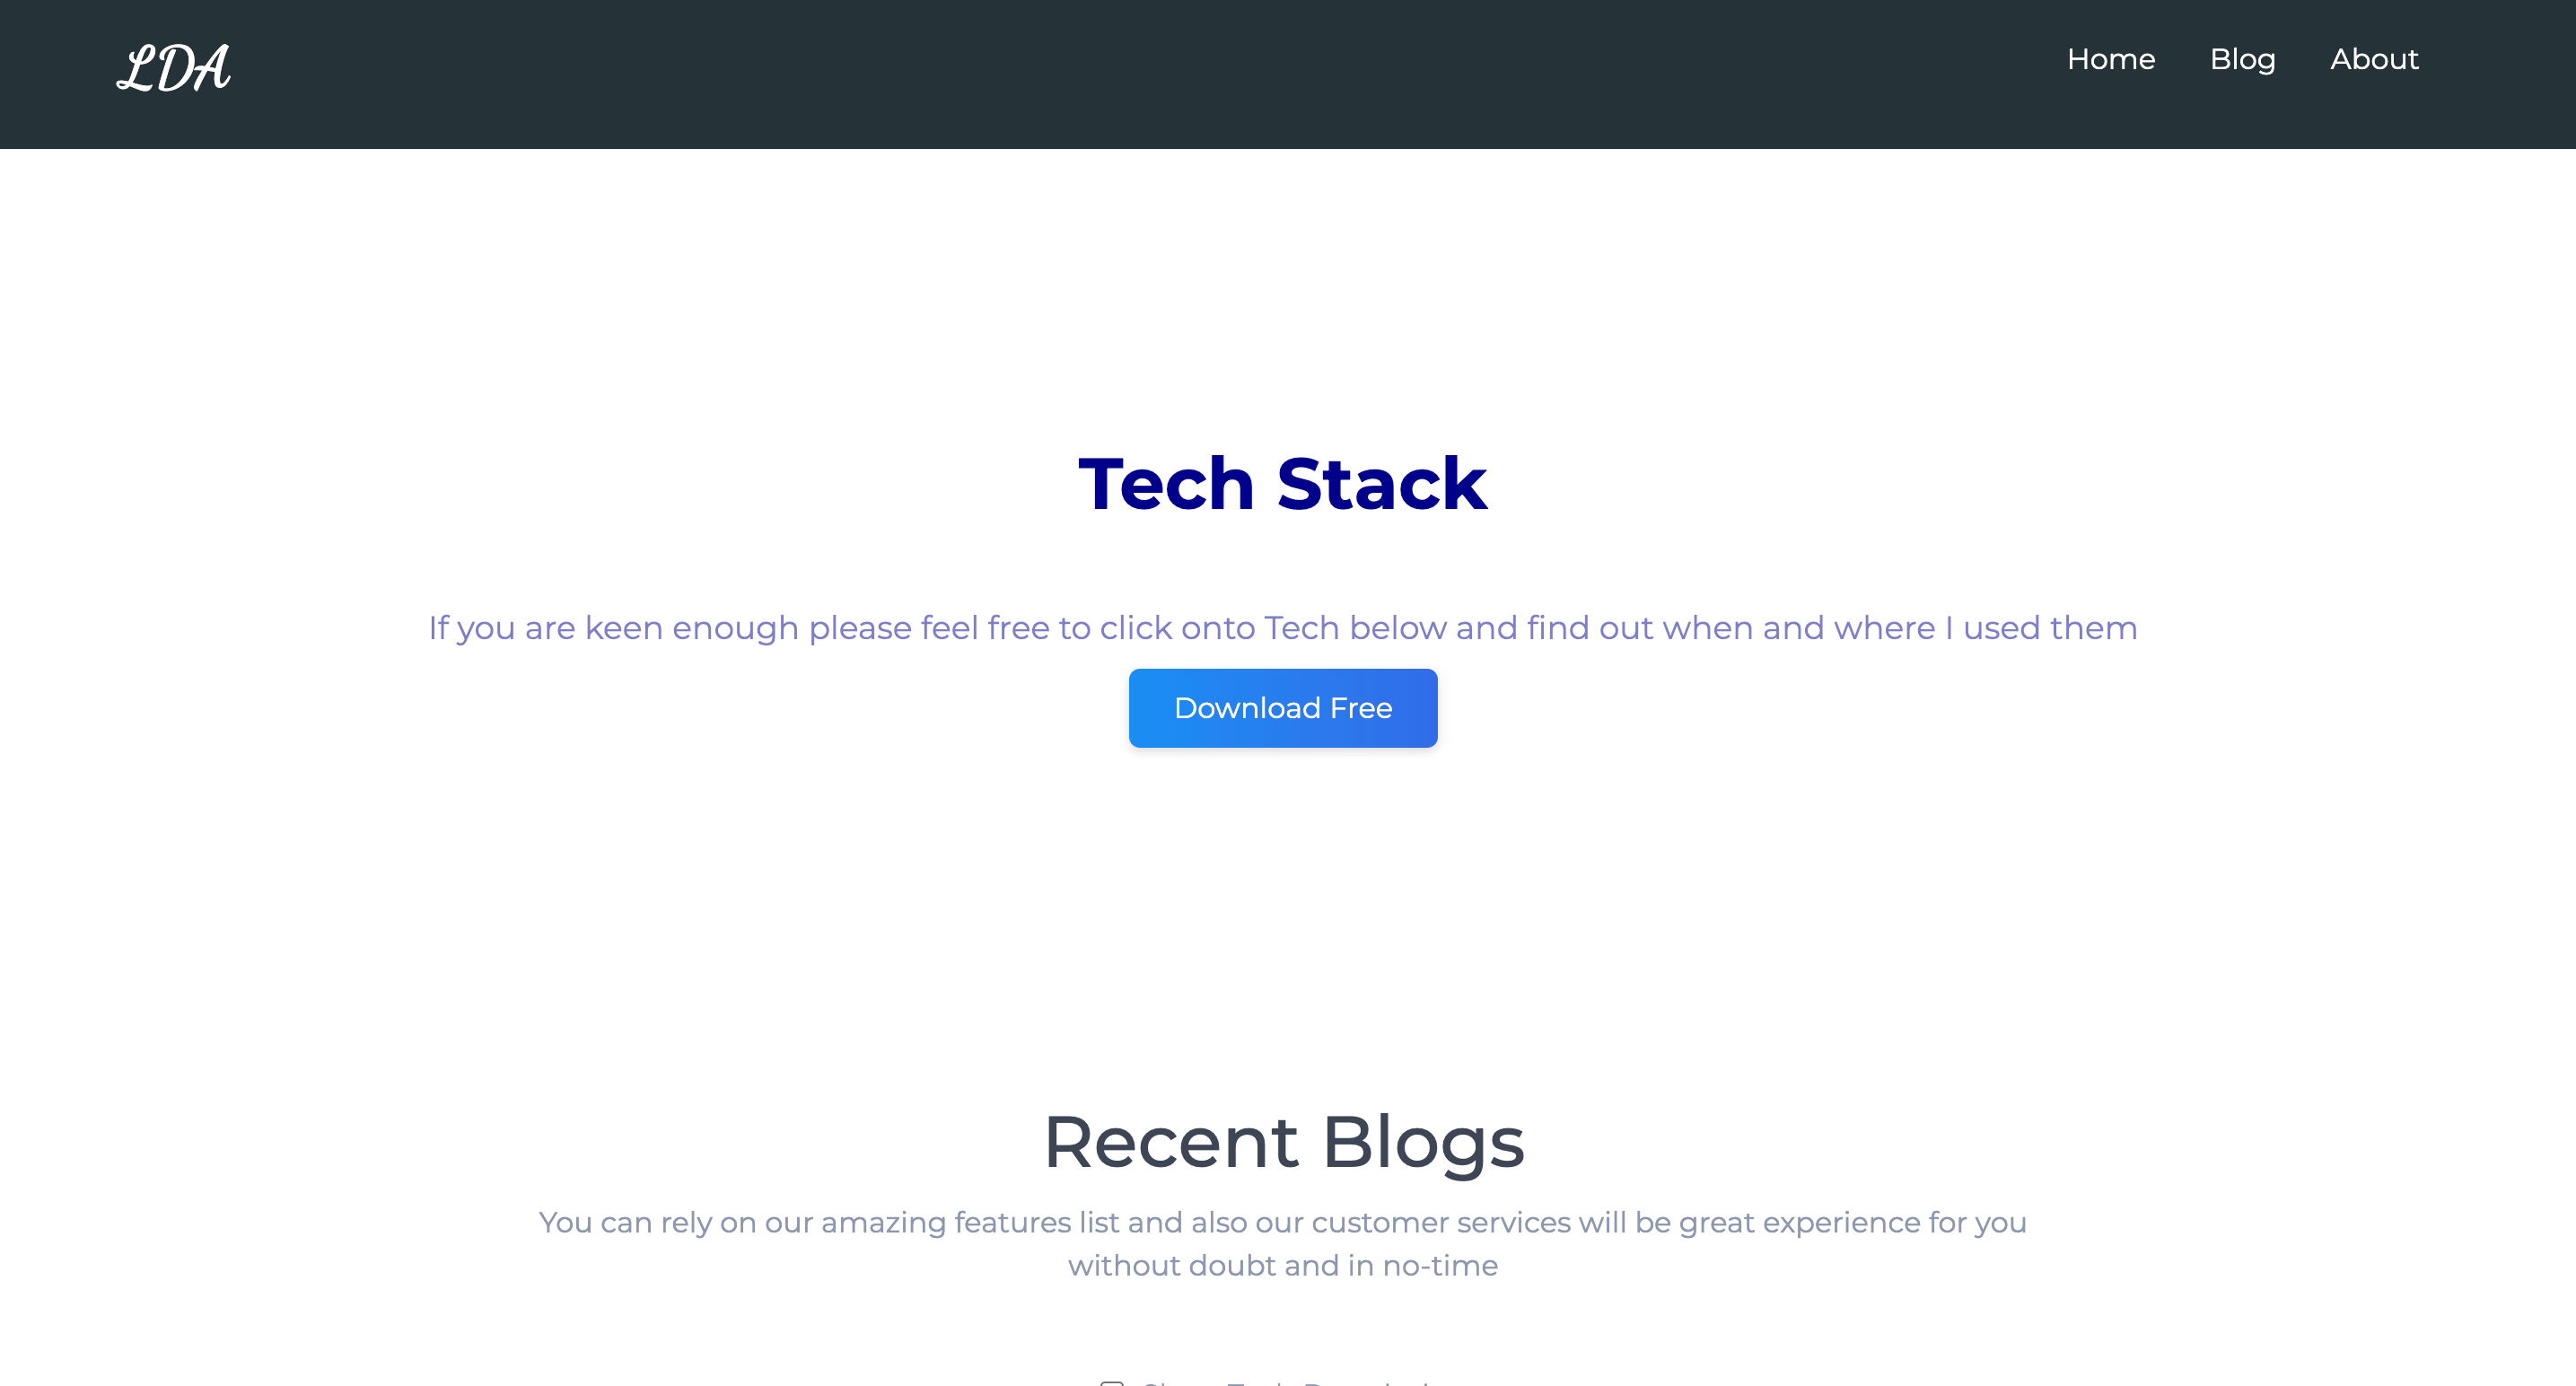 LDA
Home Blog About
Tech Stack
If you are keen enough please feel free to click onto Tech below and find out when and where I used them
Download Free
Recent Blogs
You can rely on our amazing features list and also our customer services will be great experience for you
without doubt and in no-time